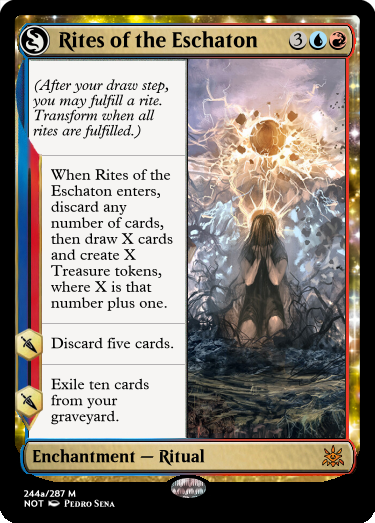 Rites of the Eschaton 3
(After your draw step,
you may fulfill a rite.
Transform when all
rites are fulfilled.)
When Rites of the
Eschaton enters,
discard any
number of cards,
then draw X cards
and create X
Treasure tokens,
where X is that
number plus one.
Discard five cards.
Exile ten cards
from your
graveyard.
Enchantment — Ritual
244a/287 M
NOT Pedro Sena